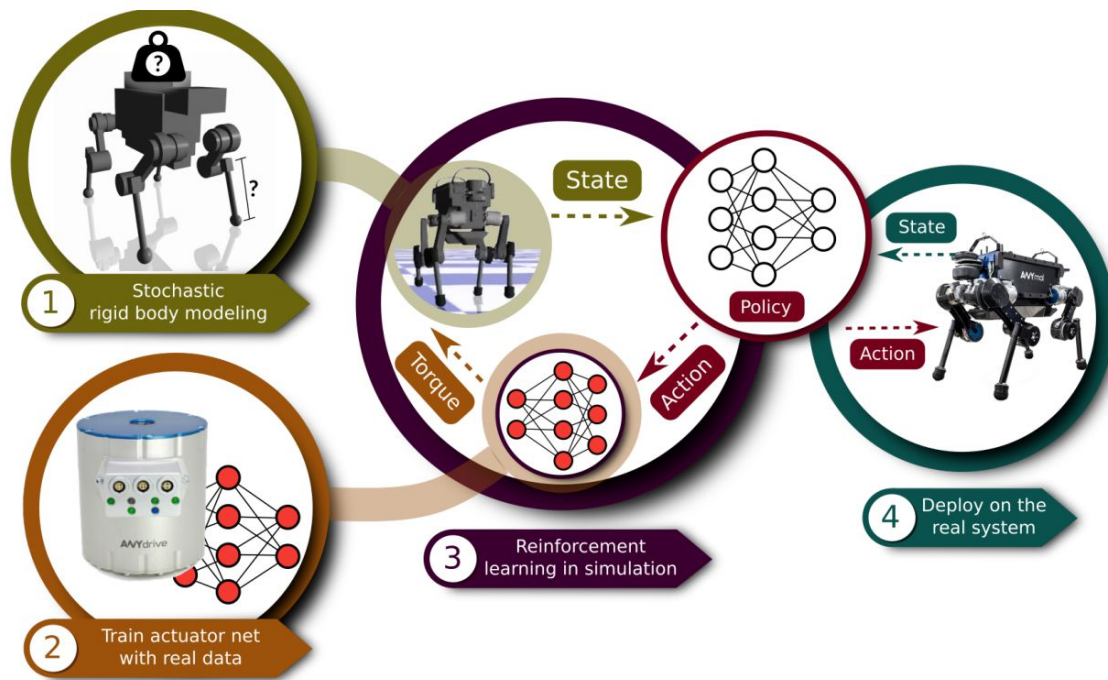 ?
?
1
Stochastic
rigid body modeling
ANYdrive
2
Train actuator net
with real data
State
Policy
Action
Torque
3
Reinforcement
learning in simulation
State
ANYmal
Action
4
Deploy on the
real system